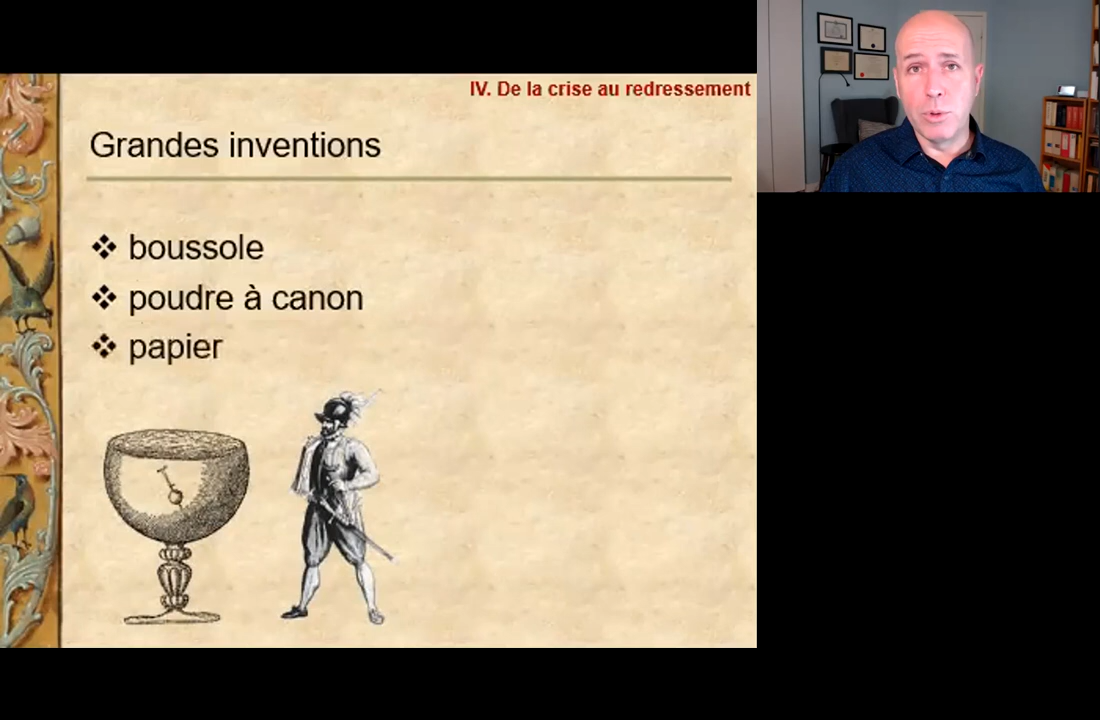 IV. De la crise au redressement
Grandes inventions
❖ boussole
❖ poudre à canon
❖ papier